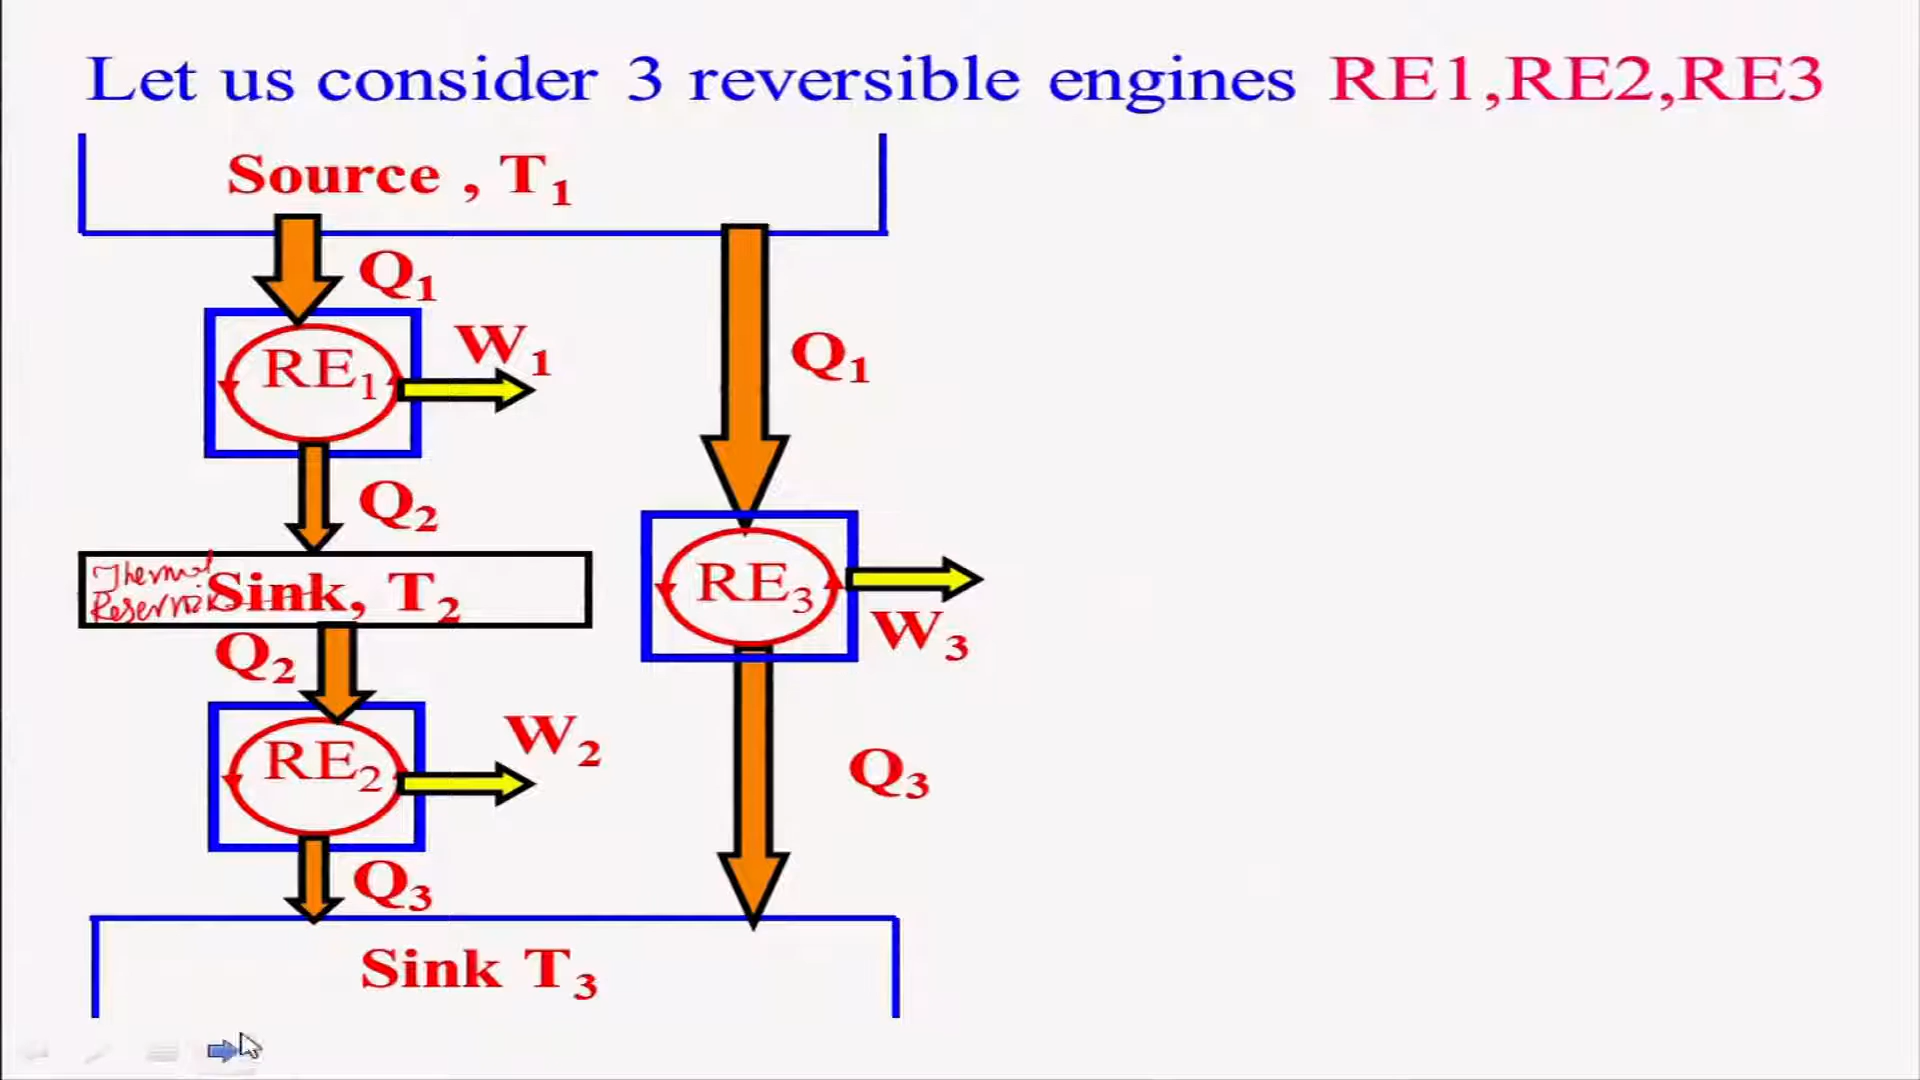 Let us consider 3 reversible engines RE1,RE2,RE3
Source , T₁
Q₁
RE₁
W₁
Q₁
Q₂
Thermal
Reservoir
Sink, T₂
RE₃
W₃
Q₂
RE₂
W₂
Q₃
Q₃
Sink T₃